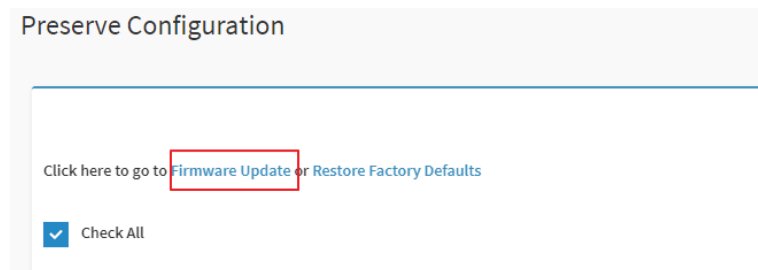 Preserve Configuration
Click here to go to Firmware Update or Restore Factory Defaults
Check All